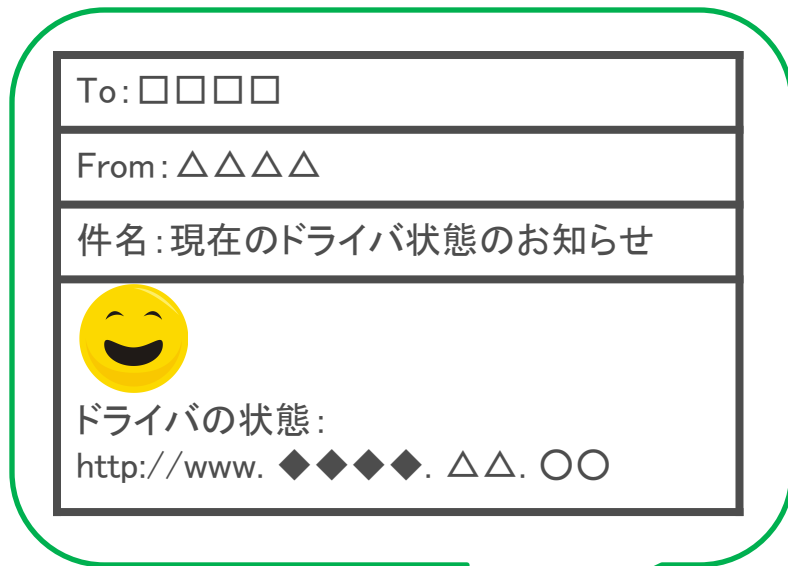 To:□□□□
From:△△△△
件名:現在のドライバ状態のお知らせ
ドライバの状態:
http://www. ◆◆◆◆. △△. ○○